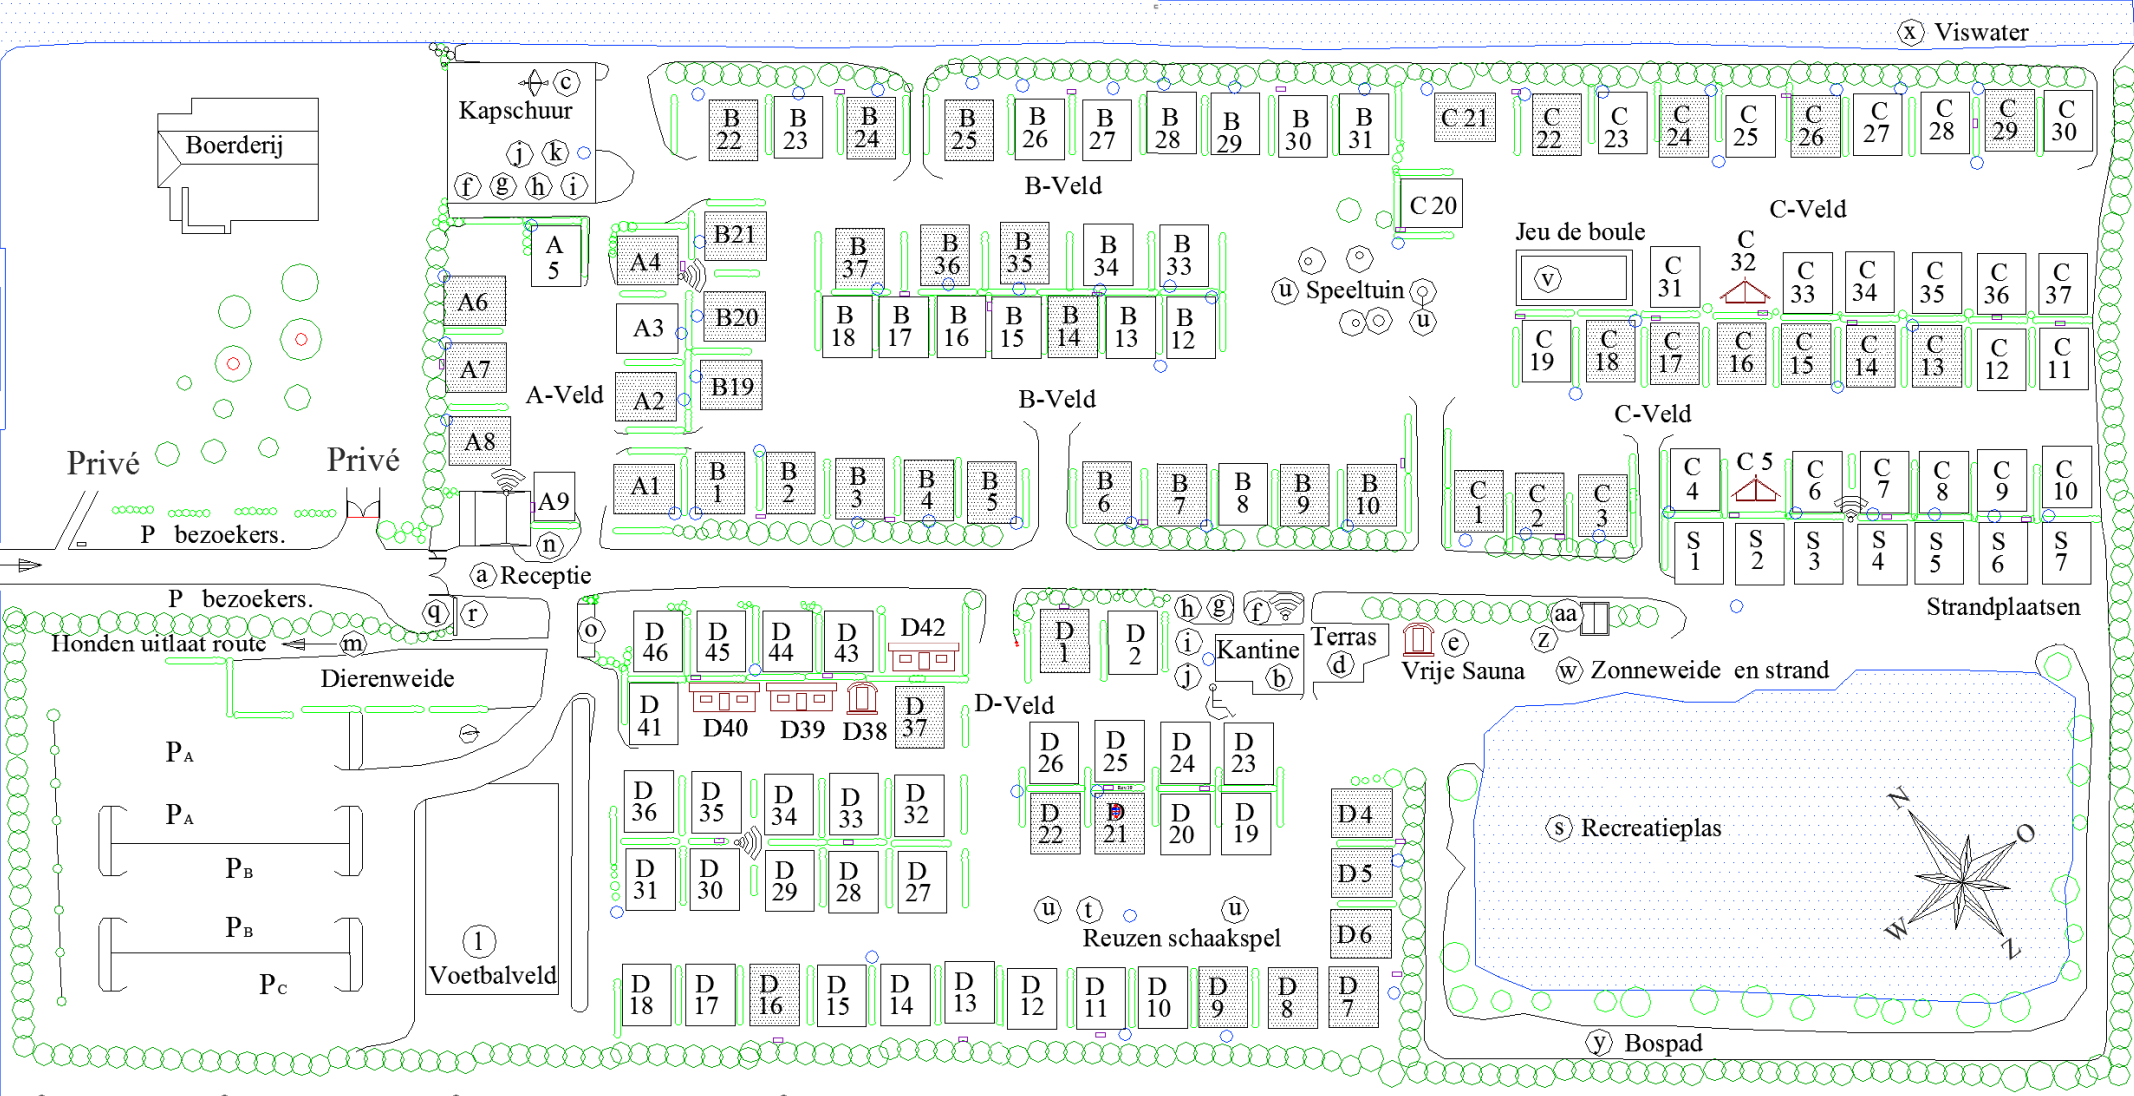 x Viswater
c
Kapschuur
j k
f g h i
Boerderij
B 22
B 23
B 24
B 25
B 26
B 27
B 28
B 29
B 30
B 31
C 21
C 22
C 23
C 24
C 25
C 26
C 27
C 28
C 29
C 30
B-Veld
C 20
C-Veld
A 5
A4
B21
B 37
B 36
B 35
B 34
B 33
Jeu de boule
v
C 31
C 32
C 33
C 34
C 35
C 36
C 37
A6
A3
B20
B 18
B 17
B 16
B 15
B 14
B 13
B 12
u Speeltuin
u
C 19
C 18
C 17
C 16
C 15
C 14
C 13
C 12
C 11
A7
A-Veld
A2
B19
B-Veld
C-Veld
A8
Privé
Privé
A9
A1
B 1
B 2
B 3
B 4
B 5
B 6
B 7
B 8
B 9
B 10
C 1
C 2
C 3
C 4
C 5
C 6
C 7
C 8
C 9
C 10
P bezoekers.
n
S 1
S 2
S 3
S 4
S 5
S 6
S 7
a Receptie
P bezoekers.
q r
Strandplaatsen
Honden uitlaat route
m
o
D 46
D 45
D 44
D 43
D42
D 1
D 2
h g f
i
j
Kantine
b
Terras
d
e
Vrije Sauna
aa
z
w Zonneweide en strand
Dierenweide
D 41
D40
D39
D38
D 37
D-Veld
D 26
D 25
D 24
D 23
PA
D 36
D 35
D 34
D 33
D 32
D 22
D 21
D 20
D 19
D4
PA
s Recreatieplas
N
O
W
Z
PB
D 31
D 30
D 29
D 28
D 27
D5
u t u
Reuzen schaakspel
D6
PB
l
Voetbalveld
PC
D 18
D 17
D 16
D 15
D 14
D 13
D 12
D 11
D 10
D 9
D 8
D 7
y Bospad